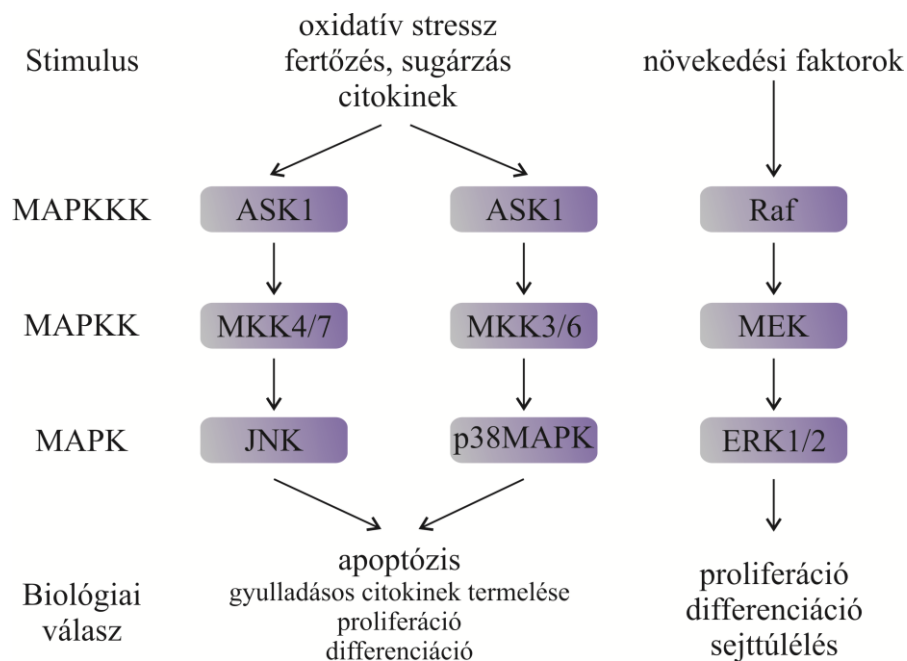 Stimulus
oxidatív stressz
fertőzés, sugárzás
citokinek
növekedési faktorok
MAPKKK
ASK1
ASK1
Raf
MAPKK
MKK4/7
MKK3/6
MEK
MAPK
JNK
p38MAPK
ERK1/2
Biológiai
válasz
apoptózis
gyulladásos citokinek termelése
proliferáció
differenciáció
proliferáció
differenciáció
sejttúlélés